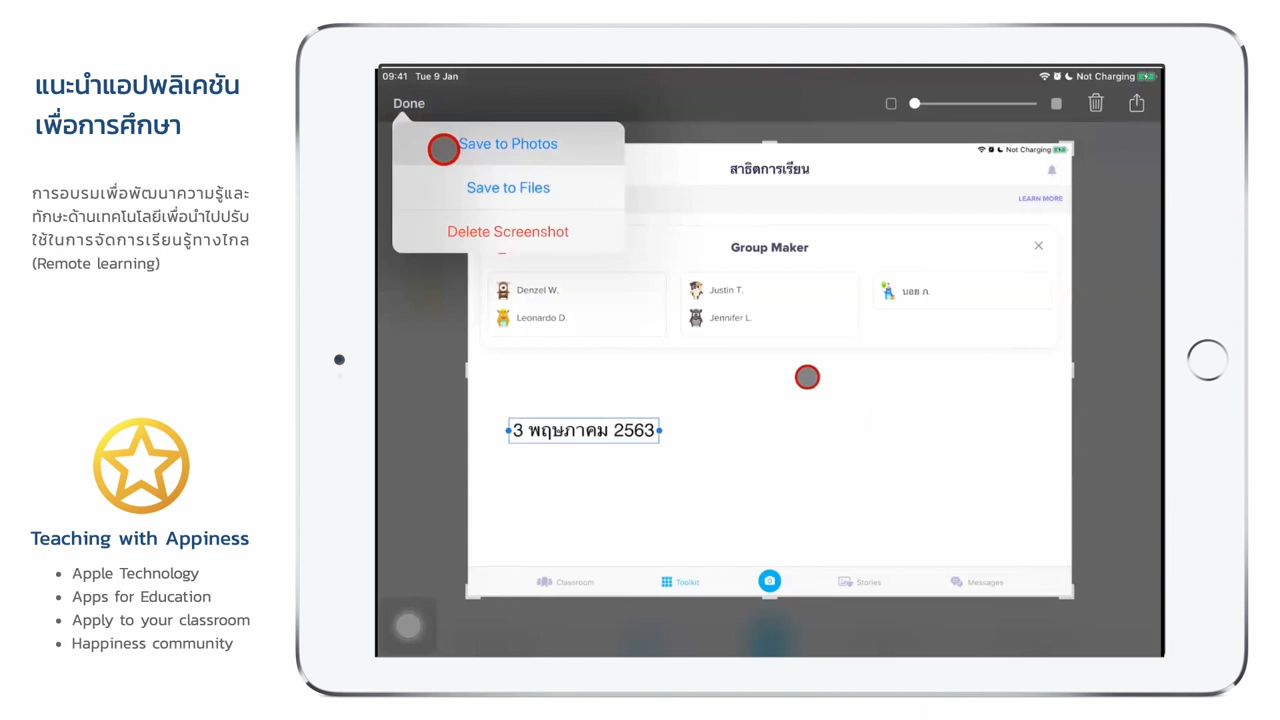 แนะนำแอปพลิเคชัน
เพื่อการศึกษา
การอบรมเพื่อพัฒนาความรู้และ
ทักษะด้านเทคโนโลยีเพื่อนำไปปรับ
ใช้ในการจัดการเรียนรู้ทางไกล
(Remote learning)
Teaching with Appiness
• Apple Technology
• Apps for Education
• Apply to your classroom
• Happiness community
09:41 Tue 9 Jan
Not Charging
Done
Save to Photos
Save to Files
Delete Screenshot
Not Charging
สาธิตการเรียน
LEARN MORE
Group Maker
Denzel W.
Justin T.
บอย ภ.
Leonardo D.
Jennifer L.
3 พฤษภาคม 2563
Classroom
Toolkit
Stories
Messages